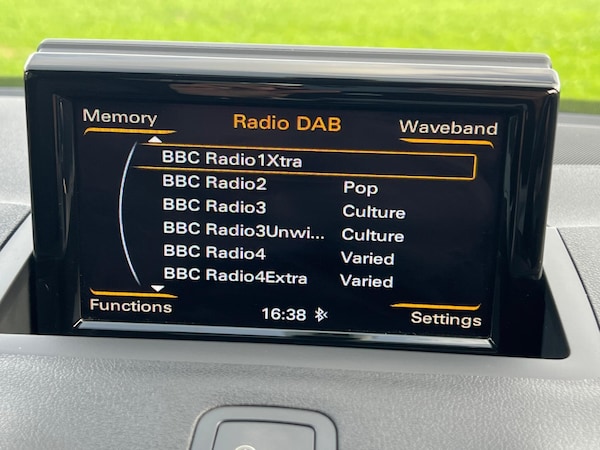 Memory Radio DAB Waveband
BBC Radio1Xtra
BBC Radio2 Pop
BBC Radio3 Culture
BBC Radio3Unwi... Culture
BBC Radio4 Varied
BBC Radio4Extra Varied
Functions 16:38 Settings